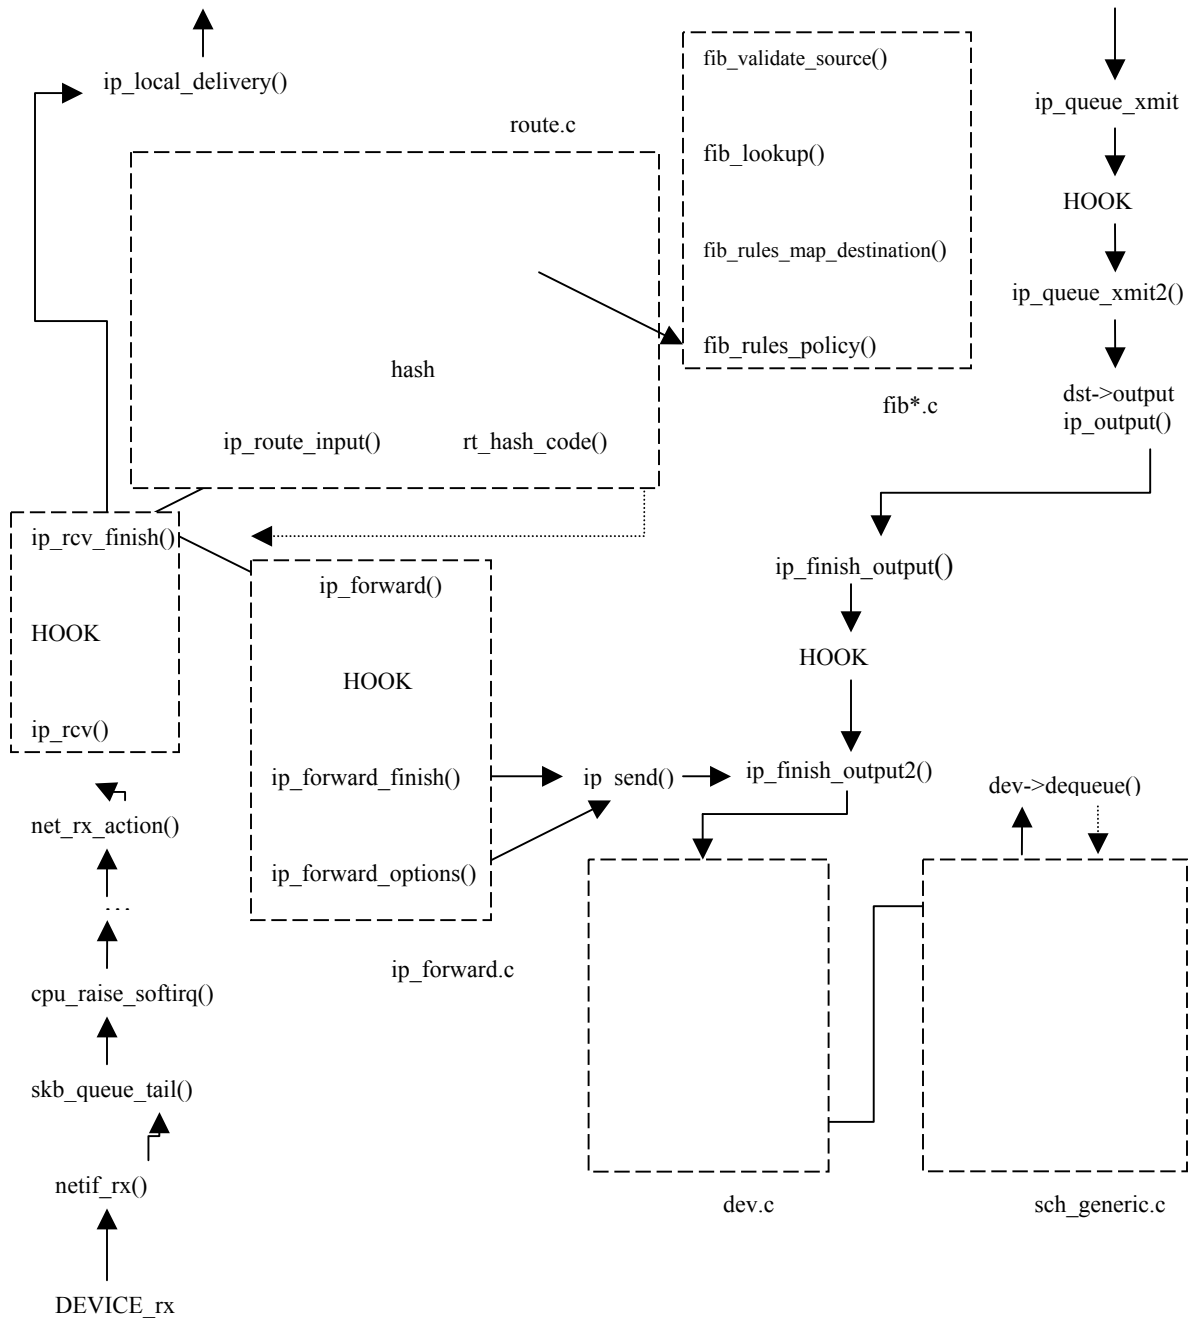 fib_validate_source()
ip_local_delivery()
ip_queue_xmit
route.c
fib_lookup()
HOOK
fib_rules_map_destination()
ip_queue_xmit2()
fib_rules_policy()
hash
dst->output
fib*.c
ip_output()
ip_route_input()
rt_hash_code()
ip_rcv_finish()
ip_finish_output()
ip_forward()
HOOK
HOOK
HOOK
ip_rcv()
ip_forward_finish()
ip_send()
ip_finish_output2()
dev->dequeue()
net_rx_action()
ip_forward_options()
...
ip_forward.c
cpu_raise_softirq()
skb_queue_tail()
netif_rx()
dev.c
sch_generic.c
DEVICE_rx